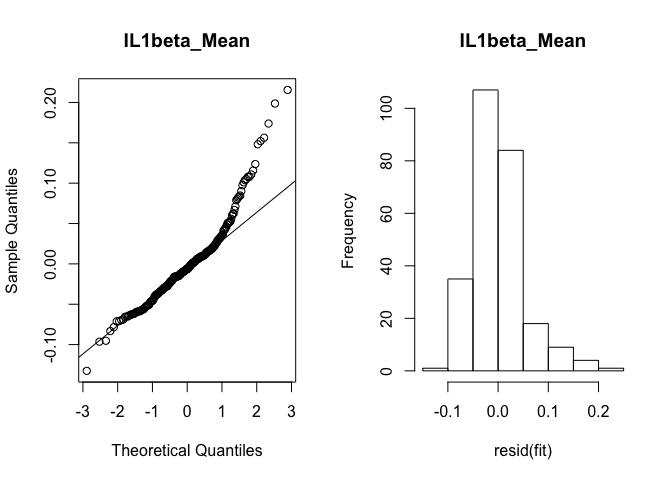 IL1beta_Mean
Sample Quantiles
0.20
0.10
0.00
-0.10
-3 -2 -1 0 1 2 3
Theoretical Quantiles
IL1beta_Mean
Frequency
100
80
60
40
20
0
-0.1 0.0 0.1 0.2
resid(fit)